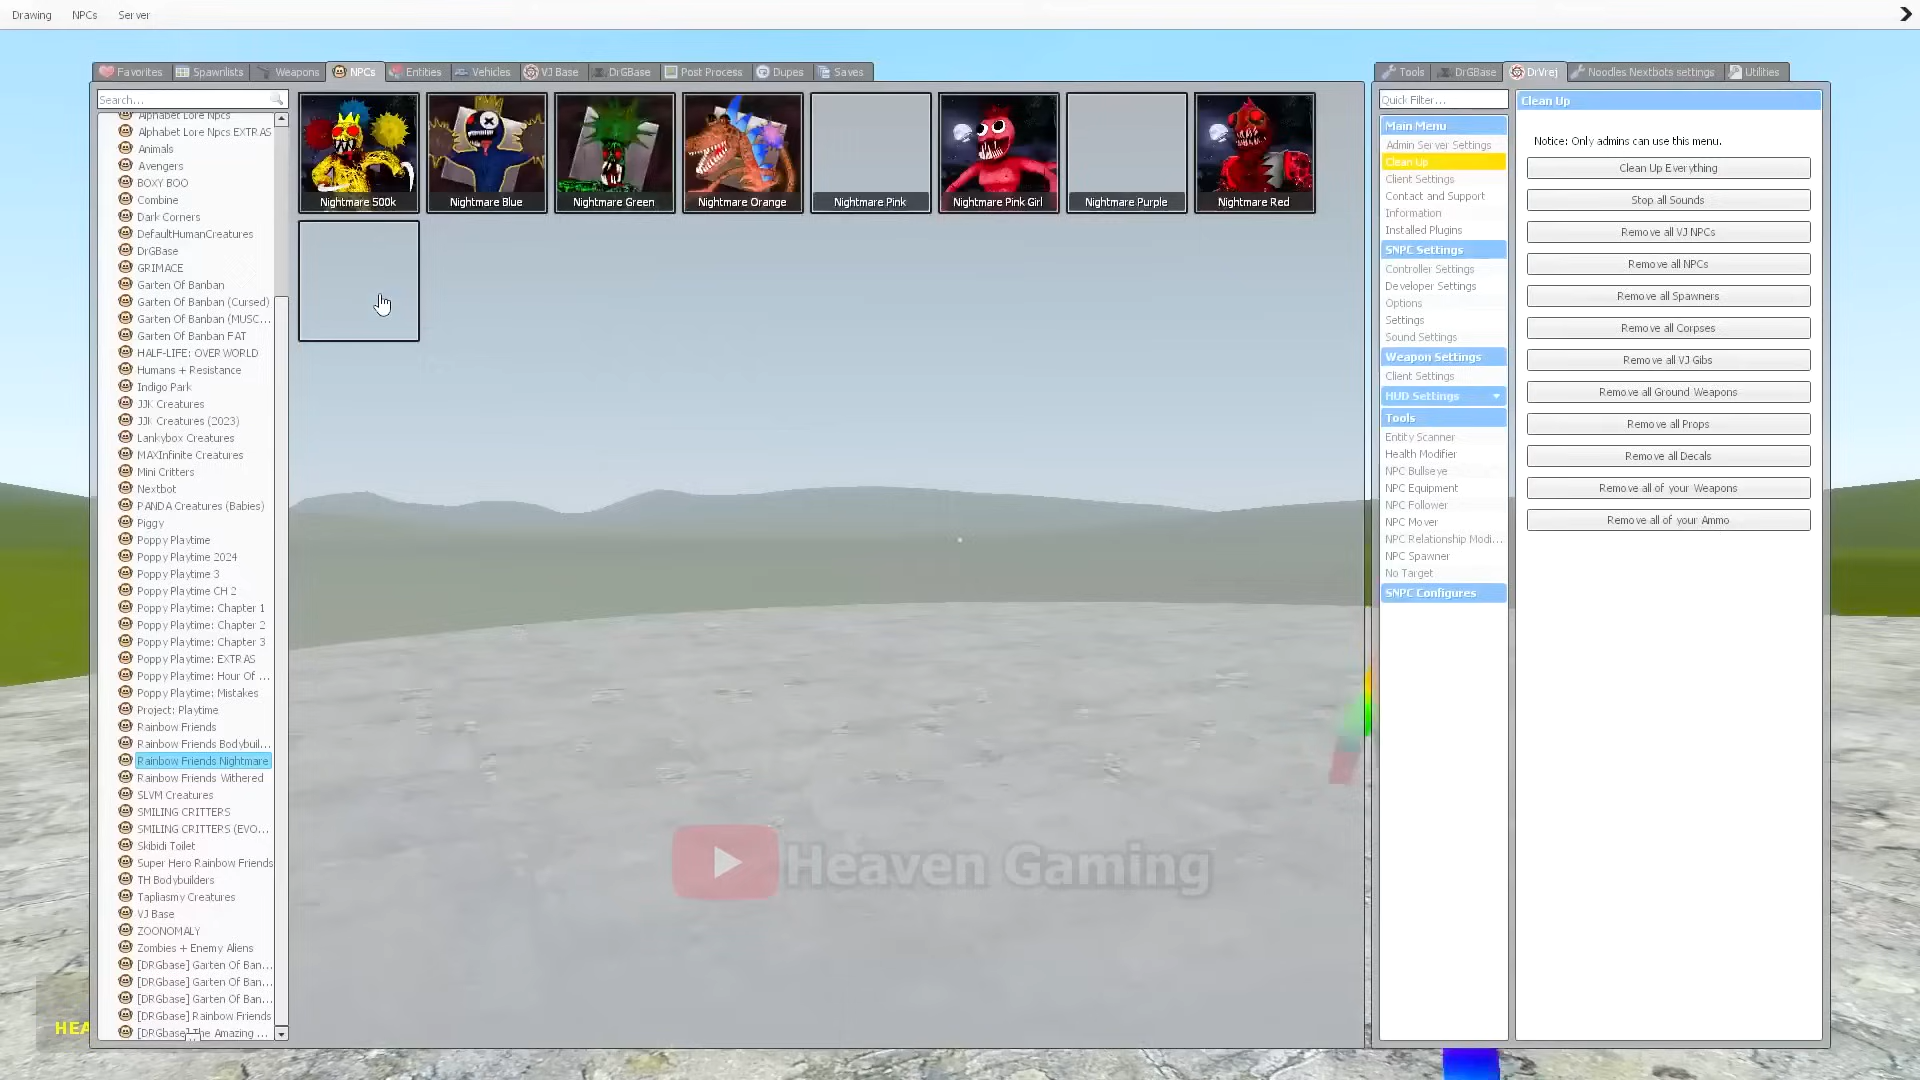 Drawing NPCs Server
Favorites Spawnlists Weapons NPCs Entities Vehicles VJ Base DrGBase Post Process Dupes Saves
Search...
Alphabet Lore Npcs
Alphabet Lore Npcs EXTRAS
Animals
Avengers
BOXY BOO
Combine
Dark Corners
DefaultHumanCreatures
DrGBase
GRIMACE
Garten Of Banban
Garten Of Banban (Cursed)
Garten Of Banban (MUSC...
Garten Of Banban FAT
HALF-LIFE: OVERWORLD
Humans + Resistance
Indigo Park
JJK Creatures
JJK Creatures (2023)
Lankybox Creatures
MAXInfinite Creatures
Mini Critters
Nextbot
PANDA Creatures (Babies)
Piggy
Poppy Playtime
Poppy Playtime 2024
Poppy Playtime 3
Poppy Playtime CH 2
Poppy Playtime: Chapter 1
Poppy Playtime: Chapter 2
Poppy Playtime: Chapter 3
Poppy Playtime: EXTRAS
Poppy Playtime: Hour Of ...
Poppy Playtime: Mistakes
Project: Playtime
Rainbow Friends
Rainbow Friends Bodybuil...
Rainbow Friends Nightmare
Rainbow Friends Withered
SLVM Creatures
SMILING CRITTERS
SMILING CRITTERS (EVO...
Skibidi Toilet
Super Hero Rainbow Friends
TH Bodybuilders
Tapliasmy Creatures
VJ Base
ZOONOMALY
Zombies + Enemy Aliens
[DRGbase] Garten Of Ban...
[DRGbase] Garten Of Ban...
[DRGbase] Garten Of Ban...
[DRGbase] Rainbow Friends
[DRGbase] The Amazing ...
Nightmare 500k Nightmare Blue Nightmare Green Nightmare Orange Nightmare Pink Nightmare Pink Girl Nightmare Purple Nightmare Red
Heaven Gaming
HEA
Tools DrGBase DrVrej Noodles Nextbots settings Utilities
Quick Filter...
Main Menu
Admin Server Settings
Clean Up
Client Settings
Contact and Support
Information
Installed Plugins
SNPC Settings
Controller Settings
Developer Settings
Options
Settings
Sound Settings
Weapon Settings
Client Settings
HUD Settings
Tools
Entity Scanner
Health Modifier
NPC Bullseye
NPC Equipment
NPC Follower
NPC Mover
NPC Relationship Modi...
NPC Spawner
No Target
SNPC Configures
Clean Up
Notice: Only admins can use this menu.
Clean Up Everything
Stop all Sounds
Remove all VJ NPCs
Remove all NPCs
Remove all Spawners
Remove all Corpses
Remove all VJ Gibs
Remove all Ground Weapons
Remove all Props
Remove all Decals
Remove all of your Weapons
Remove all of your Ammo